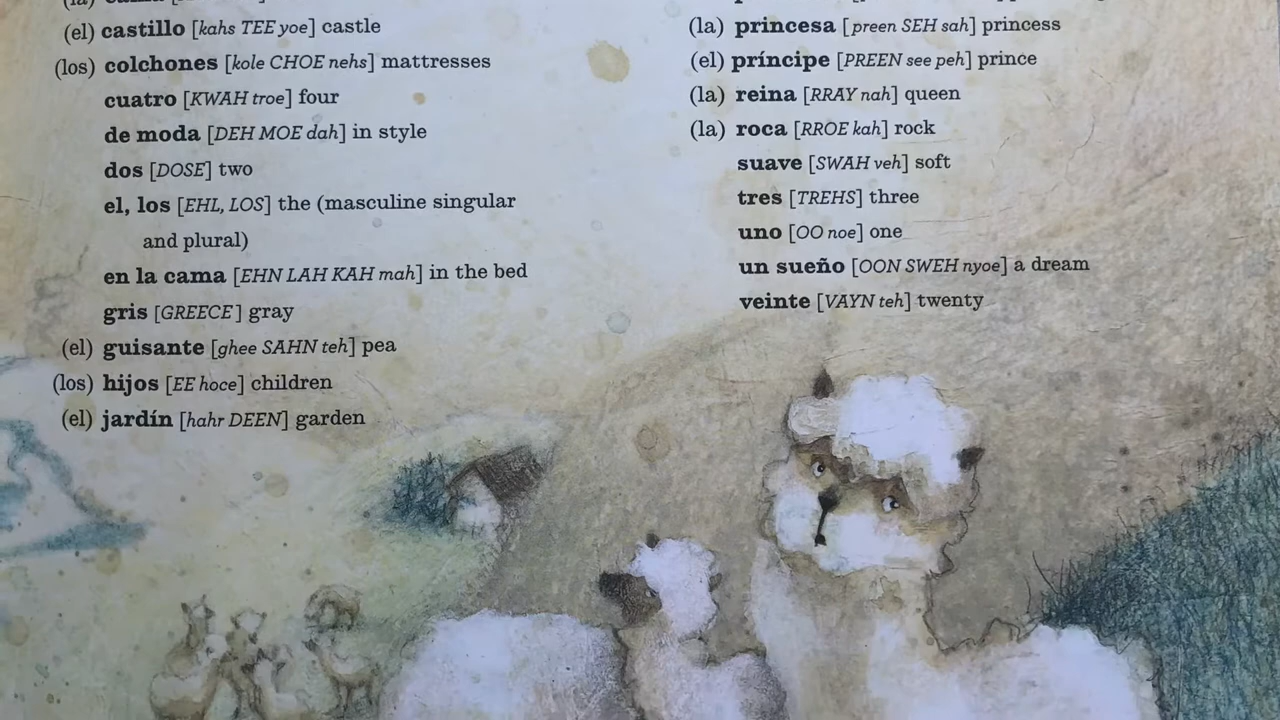 (el) castillo [kahs TEE yoe] castle
(los) colchones [kole CHOE nehs] mattresses
cuatro [KWAH troe] four
de moda [DEH MOE dah] in style
dos [DOSE] two
el, los [EHL, LOS] the (masculine singular
and plural)
en la cama [EHN LAH KAH mah] in the bed
gris [GREECE] gray
(el) guisante [ghee SAHN teh] pea
(los) hijos [EE hoce] children
(el) jardín [hahr DEEN] garden
(la) princesa [preen SEH sah] princess
(el) príncipe [PREEN see peh] prince
(la) reina [RRAY nah] queen
(la) roca [RROE kah] rock
suave [SWAH veh] soft
tres [TREHS] three
uno [OO noe] one
un sueño [OON SWEH nyoe] a dream
veinte [VAYN teh] twenty